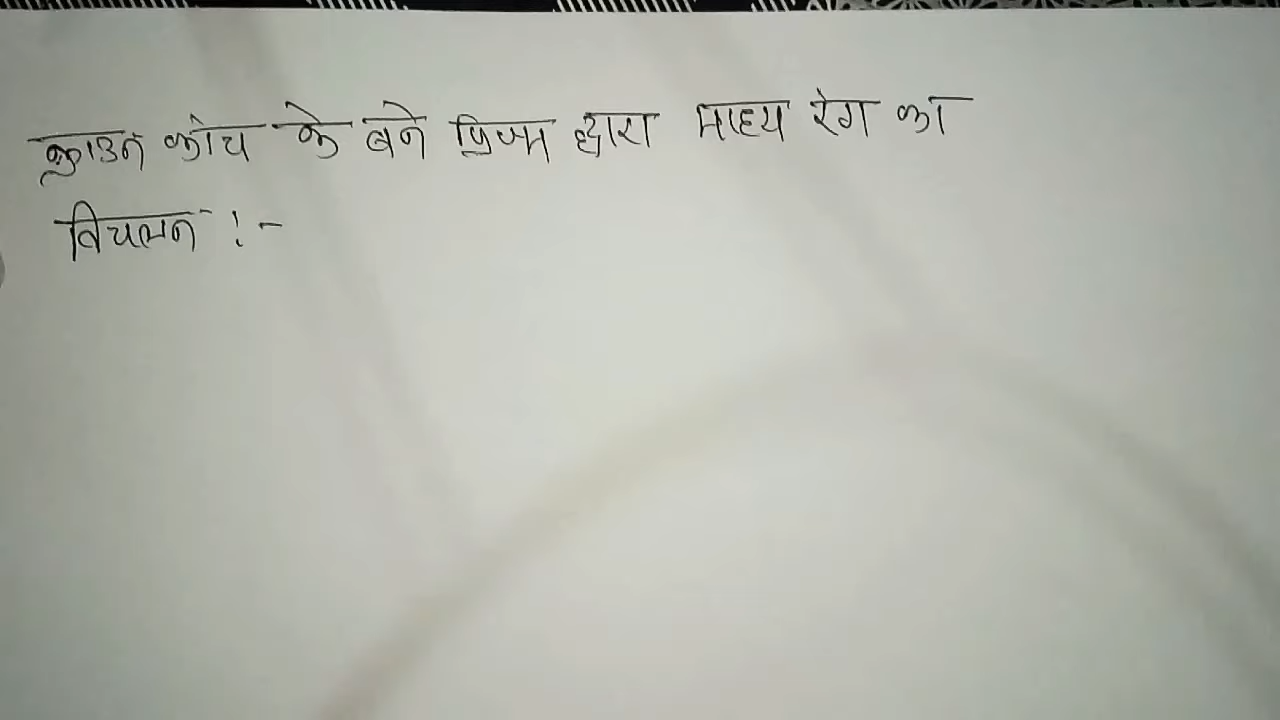 क्राउन काँच के बने प्रिज्म द्वारा माध्य रंग का
विचलन :-